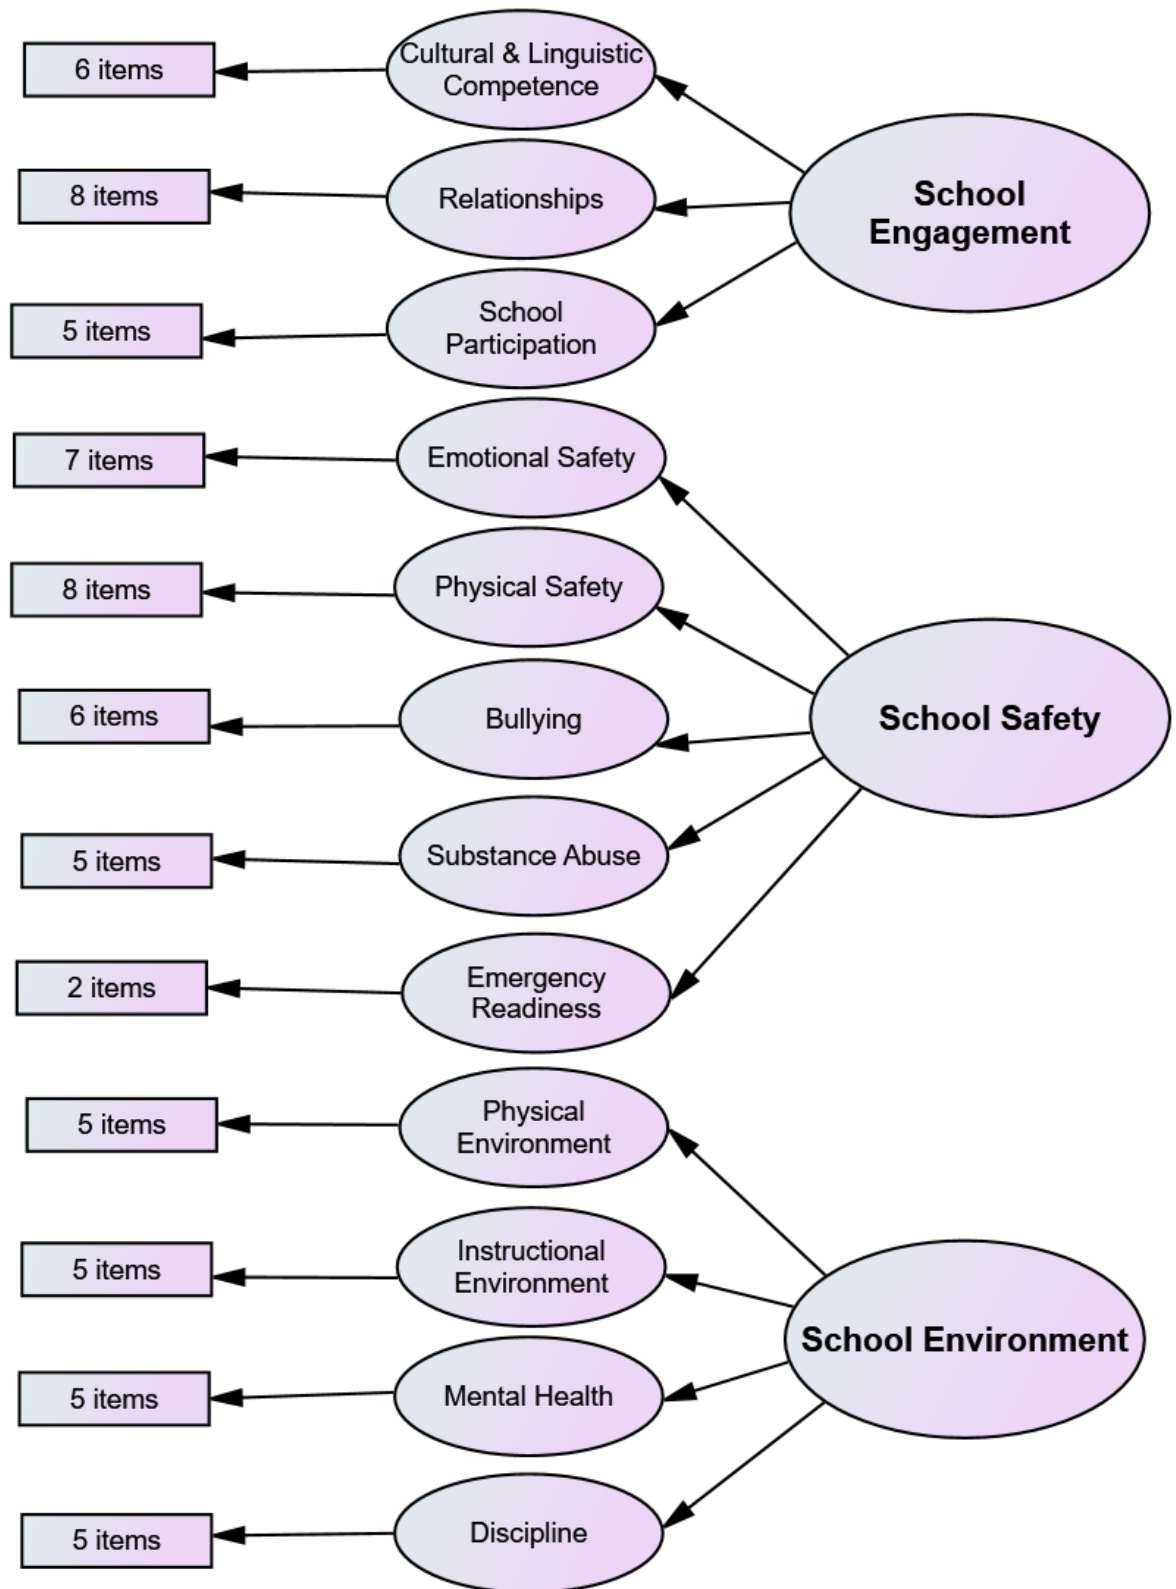 6 items
Cultural & Linguistic
Competence
8 items
Relationships
School
Engagement
5 items
School
Participation
7 items
Emotional Safety
8 items
Physical Safety
6 items
Bullying
School Safety
5 items
Substance Abuse
2 items
Emergency
Readiness
5 items
Physical
Environment
5 items
Instructional
Environment
School Environment
5 items
Mental Health
5 items
Discipline